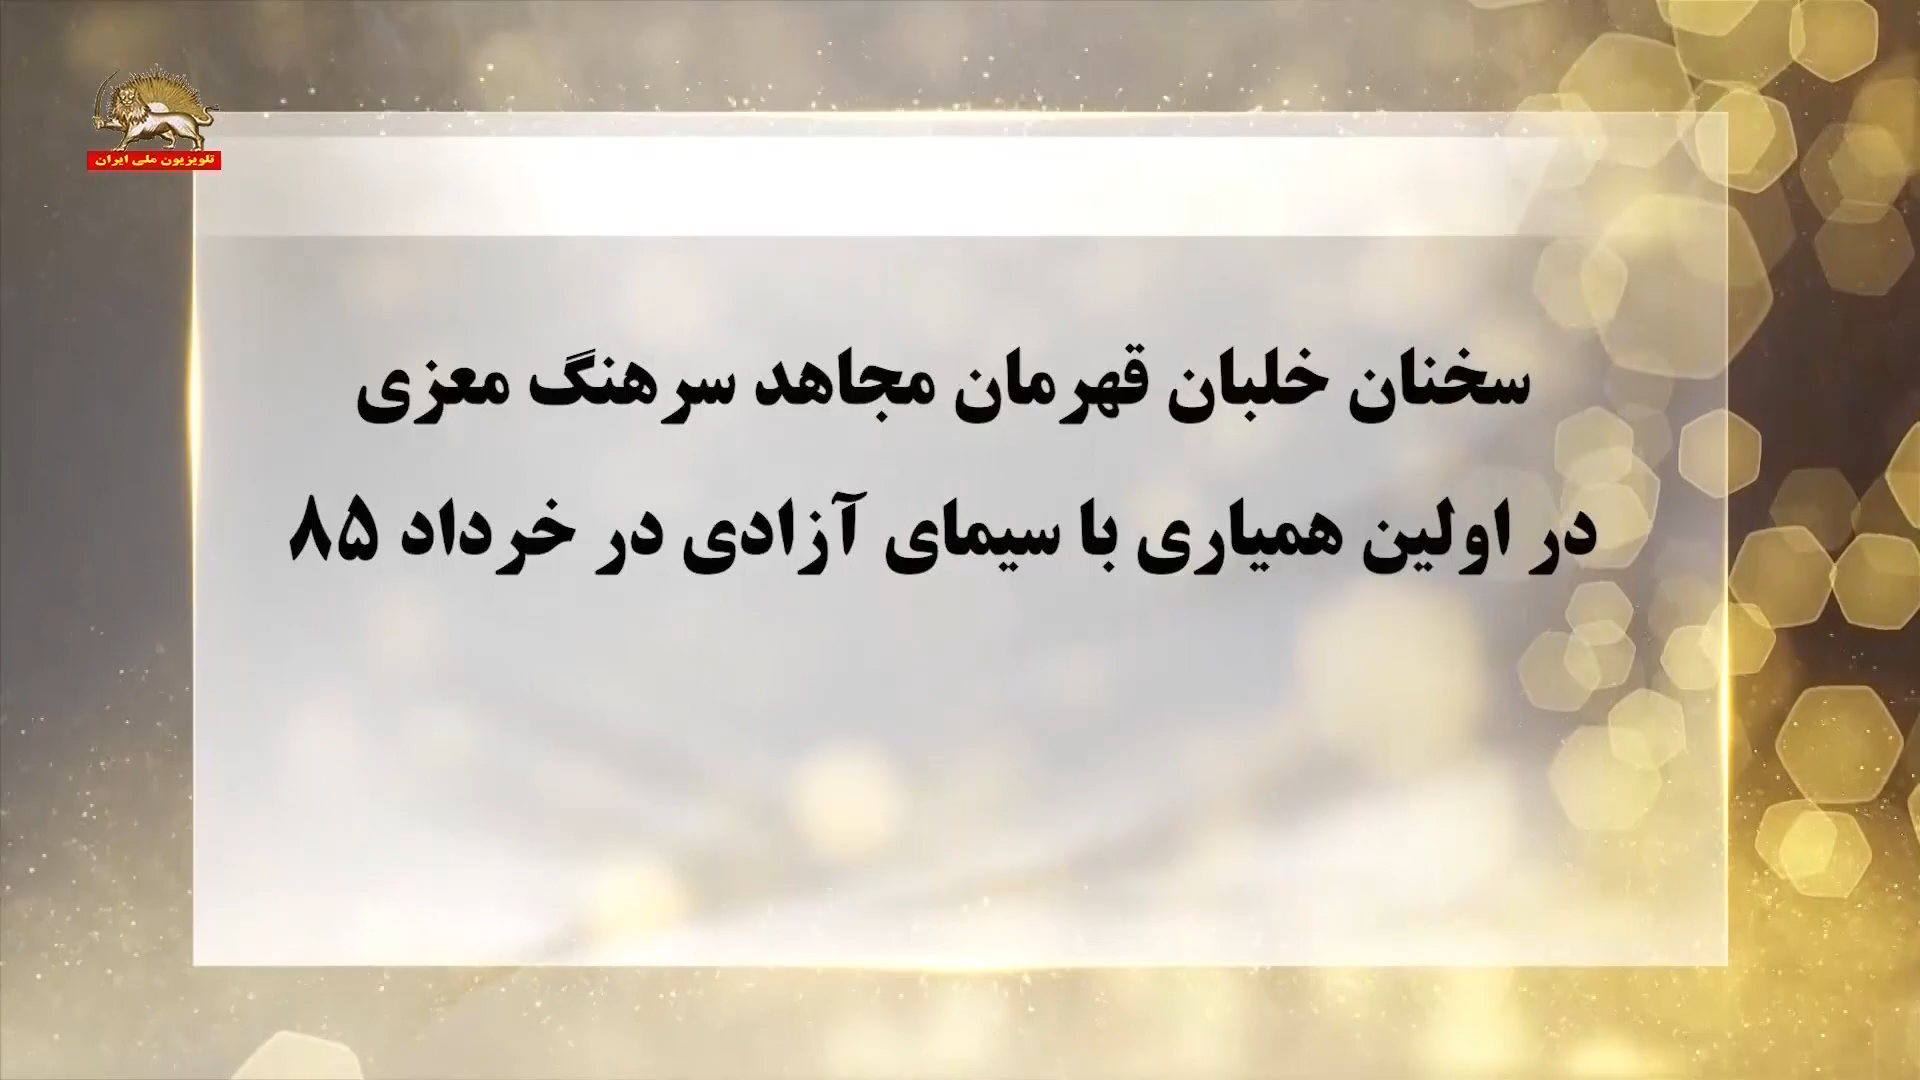 تلویزیون ملی ایران
سخنان خلبان قهرمان مجاهد سرهنگ معزی
در اولین همیاری با سیمای آزادی در خرداد ۸۵